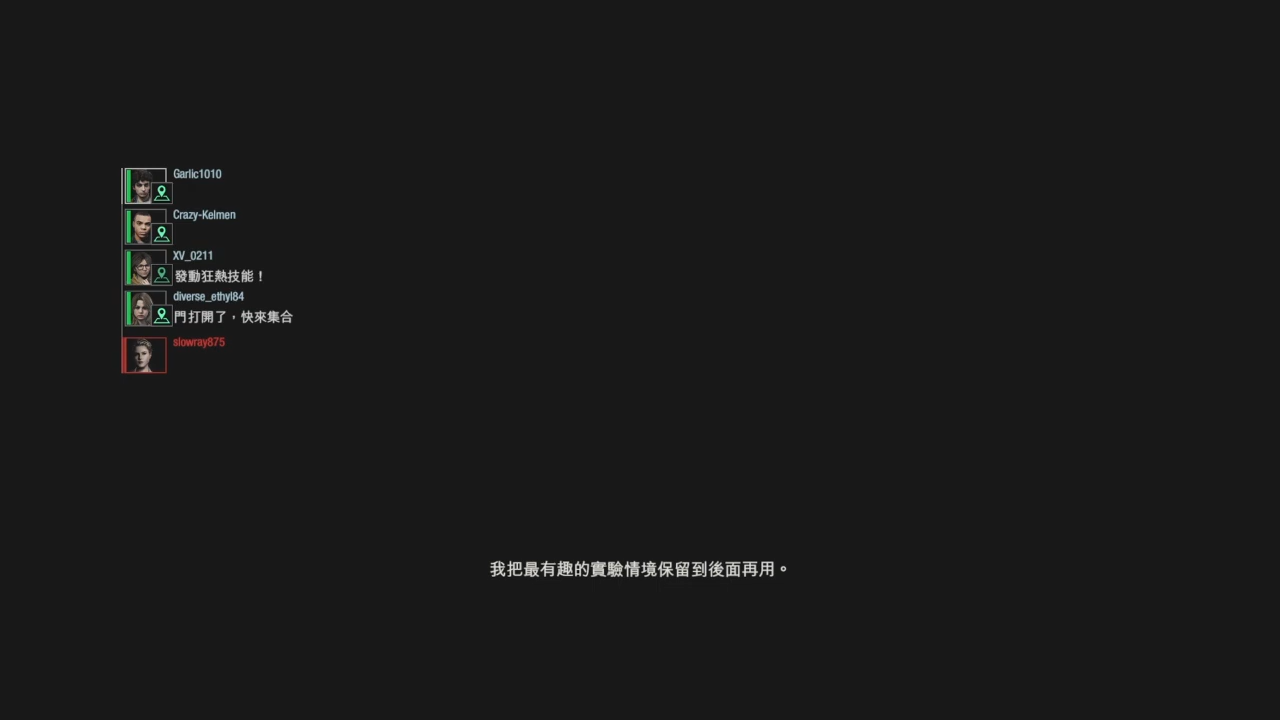 Garlic1010
Crazy-Kelmen
XV_0211
發動狂熱技能！
diverse_ethyl84
門打開了，快來集合
slowray875
我把最有趣的實驗情境保留到後面再用。